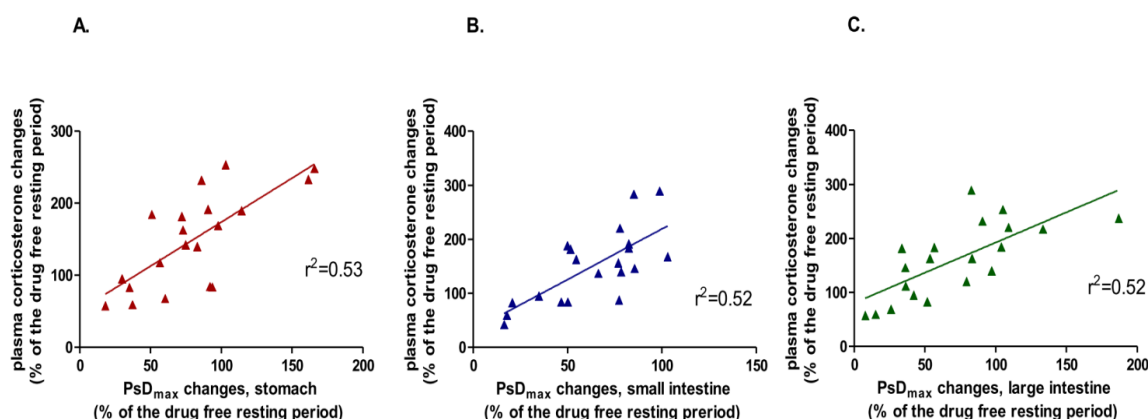 A.
plasma corticosterone changes
(% of the drug free resting period)
300
200
100
0
r²=0.53
0 50 100 150 200
PsDmax changes, stomach
(% of the drug free resting period)
B.
plasma corticosterone changes
(% of the drug free resting period)
400
300
200
100
0
r²=0.52
0 50 100 150
PsDmax changes, small intestine
(% of the drug free resting preriod)
C.
plasma corticosterone changes
(% of the drug free resting period)
400
300
200
100
0
r²=0.52
0 50 100 150 200
PsDmax changes, large intestine
(% of the drug free resting period)